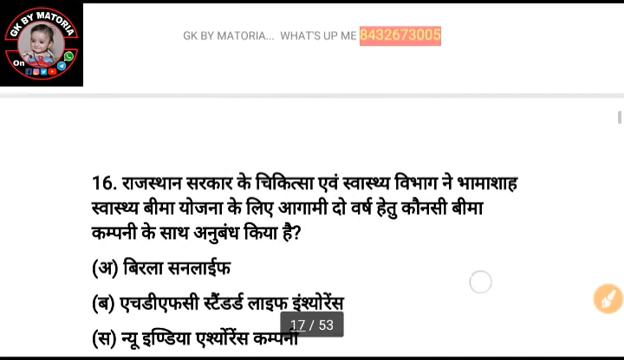 GK BY MATORIA
On
GK BY MATORIA... WHAT'S UP ME 8432673005
16. राजस्थान सरकार के चिकित्सा एवं स्वास्थ्य विभाग ने भामाशाह
स्वास्थ्य बीमा योजना के लिए आगामी दो वर्ष हेतु कौनसी बीमा
कम्पनी के साथ अनुबंध किया है?
(अ) बिरला सनलाईफ
(ब) एचडीएफसी स्टैंडर्ड लाइफ इंश्योरेंस
(स) न्यू इण्डिया एश्योरेंस कम्पनी
17 / 53